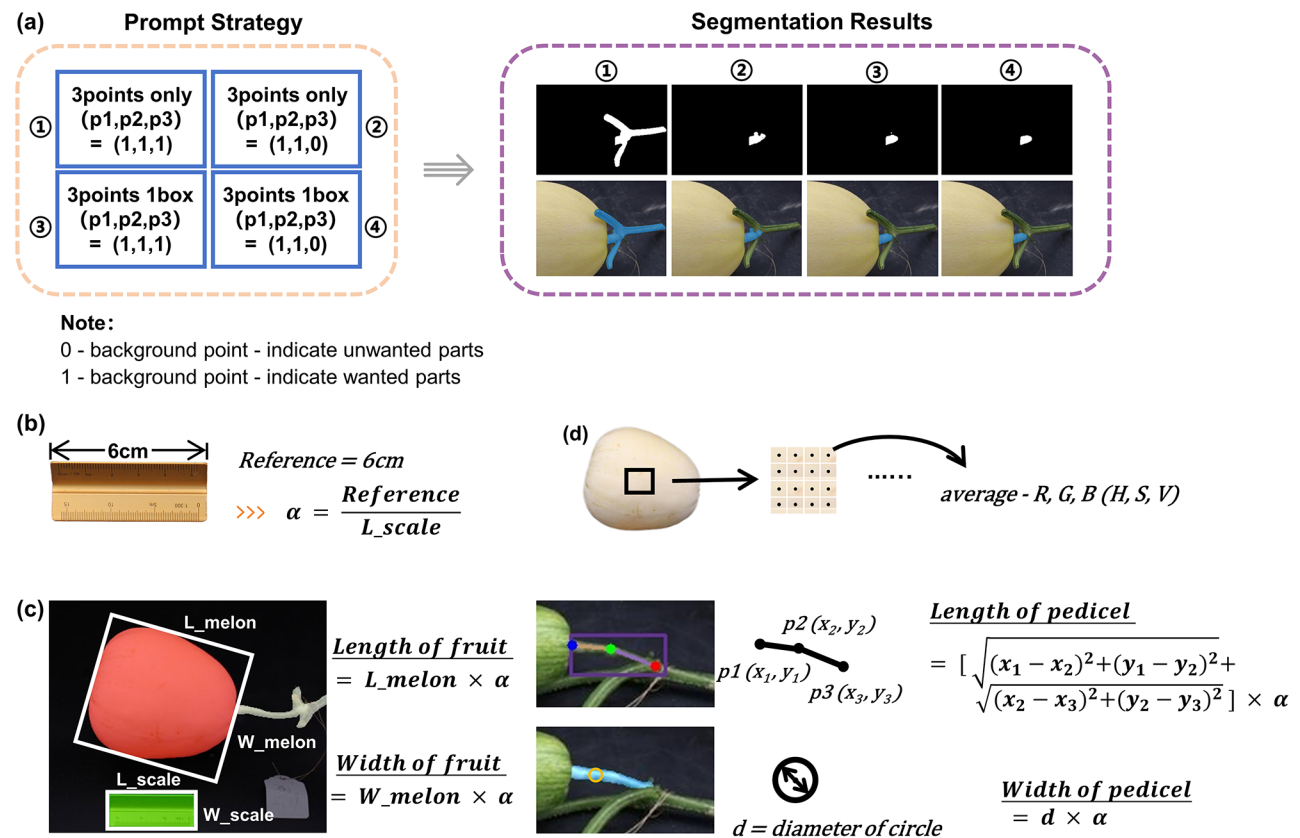 (a)
Prompt Strategy
Segmentation Results
①
3points only
(p1,p2,p3)
= (1,1,1)
3points only
(p1,p2,p3)
= (1,1,0)
②
③
3points 1box
(p1,p2,p3)
= (1,1,1)
3points 1box
(p1,p2,p3)
= (1,1,0)
④
① ② ③ ④
Note:
0 - background point - indicate unwanted parts
1 - background point - indicate wanted parts
(b)
6cm
Reference = 6cm
>>> α = Reference / L_scale
(d)
......
average - R, G, B (H, S, V)
(c)
L_melon
W_melon
L_scale
W_scale
Length of fruit
= L_melon × α
Width of fruit
= W_melon × α
p2 (x₂, y₂)
p1 (x₁, y₁)
p3 (x₃, y₃)
Length of pedicel
= [ √(x₁ − x₂)²+(y₁ − y₂)²+
√(x₂ − x₃)²+(y₂ − y₃)² ] × α
d = diameter of circle
Width of pedicel
= d × α